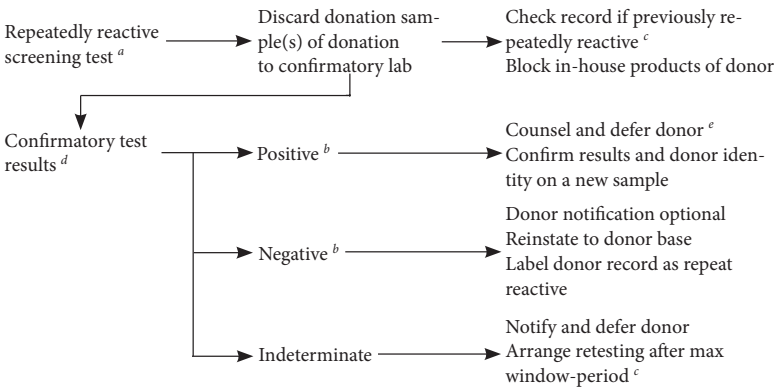 Repeatedly reactive
screening test a
Discard donation sam-
ple(s) of donation
to confirmatory lab
Check record if previously re-
peatedly reactive c
Block in-house products of donor
Confirmatory test
results d
Positive b
Counsel and defer donor e
Confirm results and donor iden-
tity on a new sample
Negative b
Donor notification optional
Reinstate to donor base
Label donor record as repeat
reactive
Indeterminate
Notify and defer donor
Arrange retesting after max
window-period c